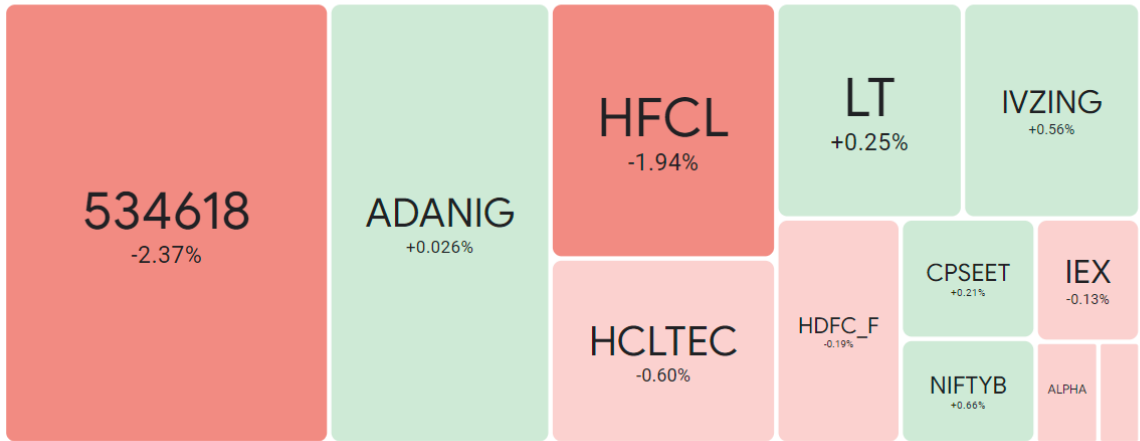 534618
-2.37%
ADANIG
+0.026%
HFCL
-1.94%
HCLTEC
-0.60%
LT
+0.25%
IVZING
+0.56%
HDFC_F
-0.19%
CPSEET
+0.21%
NIFTYB
+0.66%
IEX
-0.13%
ALPHA